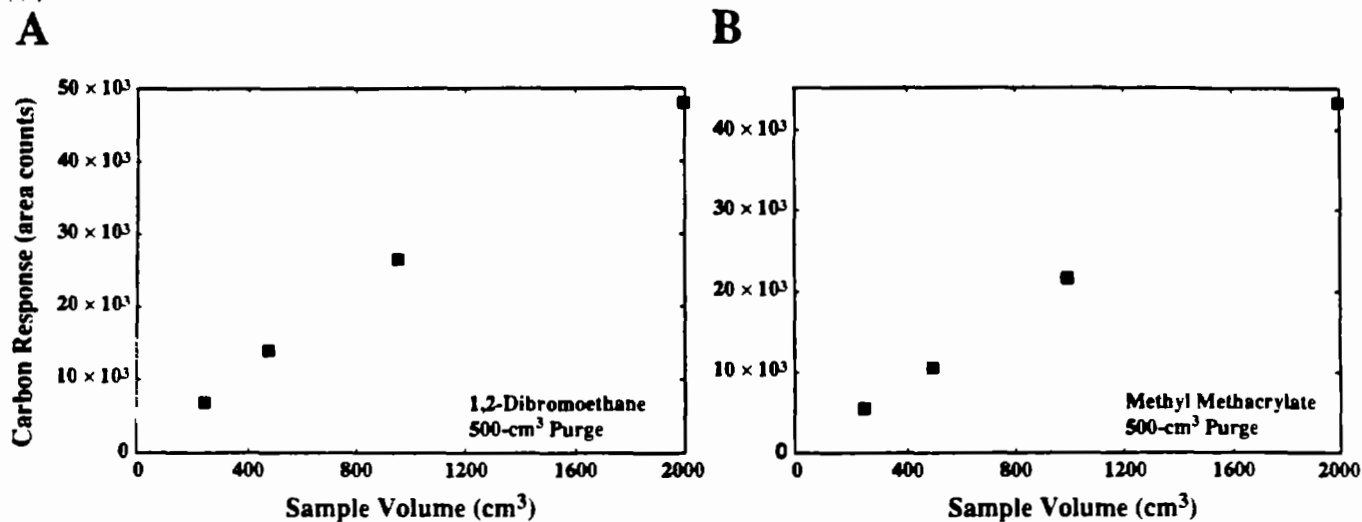 A
50 × 10³
40 × 10³
30 × 10³
20 × 10³
10 × 10³
0
Carbon Response (area counts)
1,2-Dibromoethane
500-cm³ Purge
0 400 800 1200 1600 2000
Sample Volume (cm³)
B
40 × 10³
30 × 10³
20 × 10³
10 × 10³
0
Methyl Methacrylate
500-cm³ Purge
0 400 800 1200 1600 2000
Sample Volume (cm³)